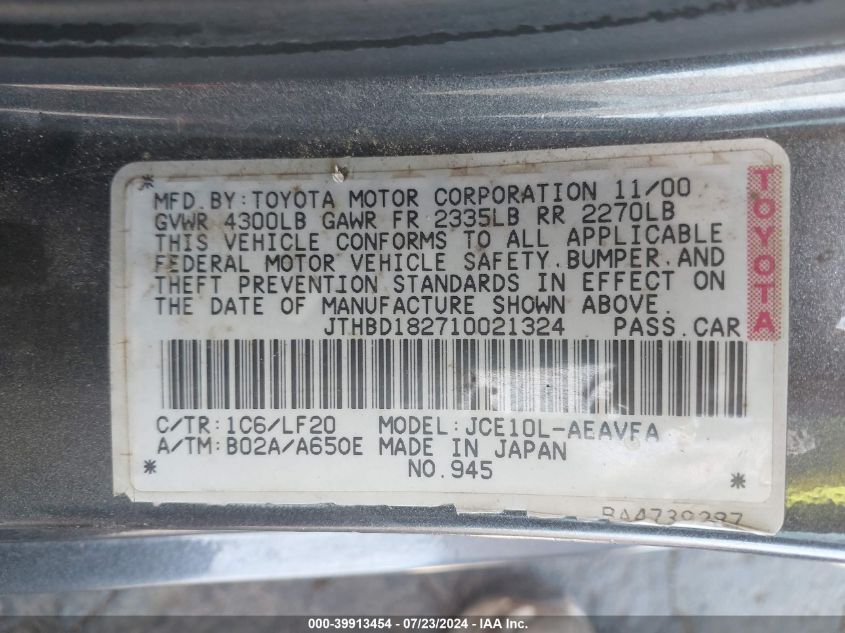 *
MFD.BY:TOYOTA MOTOR CORPORATION 11/00
GVWR 4300LB GAWR FR 2335LB RR 2270LB
THIS VEHICLE CONFORMS TO ALL APPLICABLE
FEDERAL MOTOR VEHICLE SAFETY.BUMPER.AND
THEFT PREVENTION STANDARDS IN EFFECT ON
THE DATE OF MANUFACTURE SHOWN ABOVE.
JTHBD182710021324 PASS.CAR
TOYOTA
C/TR:1C6/LF20 MODEL:JCE10L-AEAVFA
A/TM:B02A/A650E MADE IN JAPAN
* NO.945 *
000-39913454 / 07/23/2024 - IAA Inc.